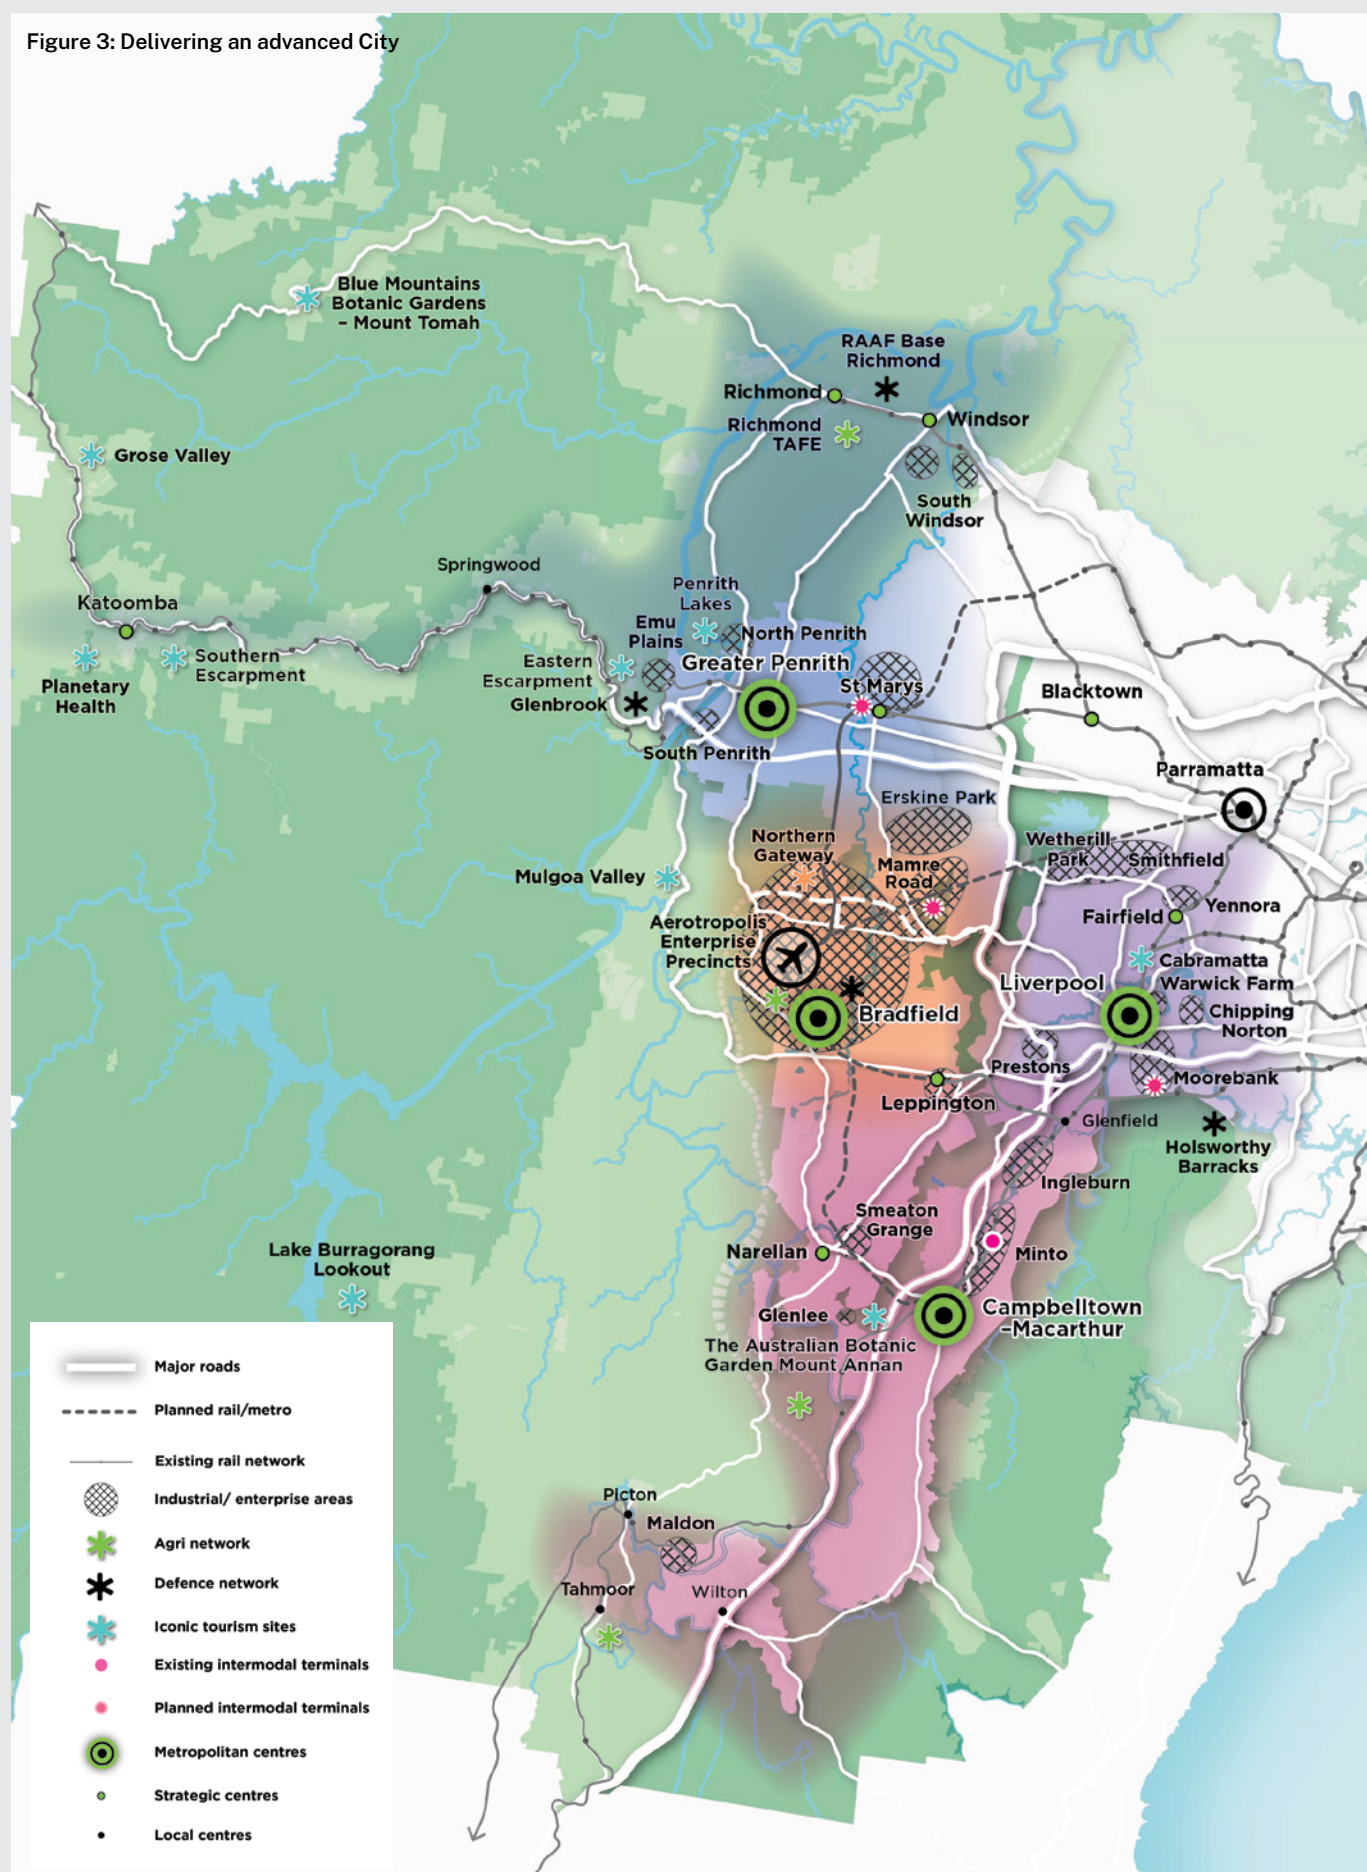 Figure 3: Delivering an advanced City
Blue Mountains
Botanic Gardens
– Mount Tomah
RAAF Base
Richmond
Richmond
Windsor
Richmond
TAFE
Grose Valley
South
Windsor
Springwood
Penrith
Lakes
Katoomba
Emu
Plains
North Penrith
Southern
Escarpment
Eastern
Escarpment
Greater Penrith
Planetary
Health
St Marys
Blacktown
Glenbrook
South Penrith
Parramatta
Erskine Park
Northern
Gateway
Wetherill
Park
Smithfield
Mamre
Road
Mulgoa Valley
Yennora
Fairfield
Aerotropolis
Enterprise
Precincts
Cabramatta
Liverpool
Warwick Farm
Bradfield
Chipping
Norton
Prestons
Moorebank
Leppington
Glenfield
Holsworthy
Barracks
Ingleburn
Smeaton
Grange
Narellan
Minto
Lake Burragorang
Lookout
Glenlee
Campbelltown
–Macarthur
The Australian Botanic
Garden Mount Annan
Picton
Maldon
Tahmoor
Wilton
Major roads
Planned rail/metro
Existing rail network
Industrial/ enterprise areas
Agri network
Defence network
Iconic tourism sites
Existing intermodal terminals
Planned intermodal terminals
Metropolitan centres
Strategic centres
Local centres